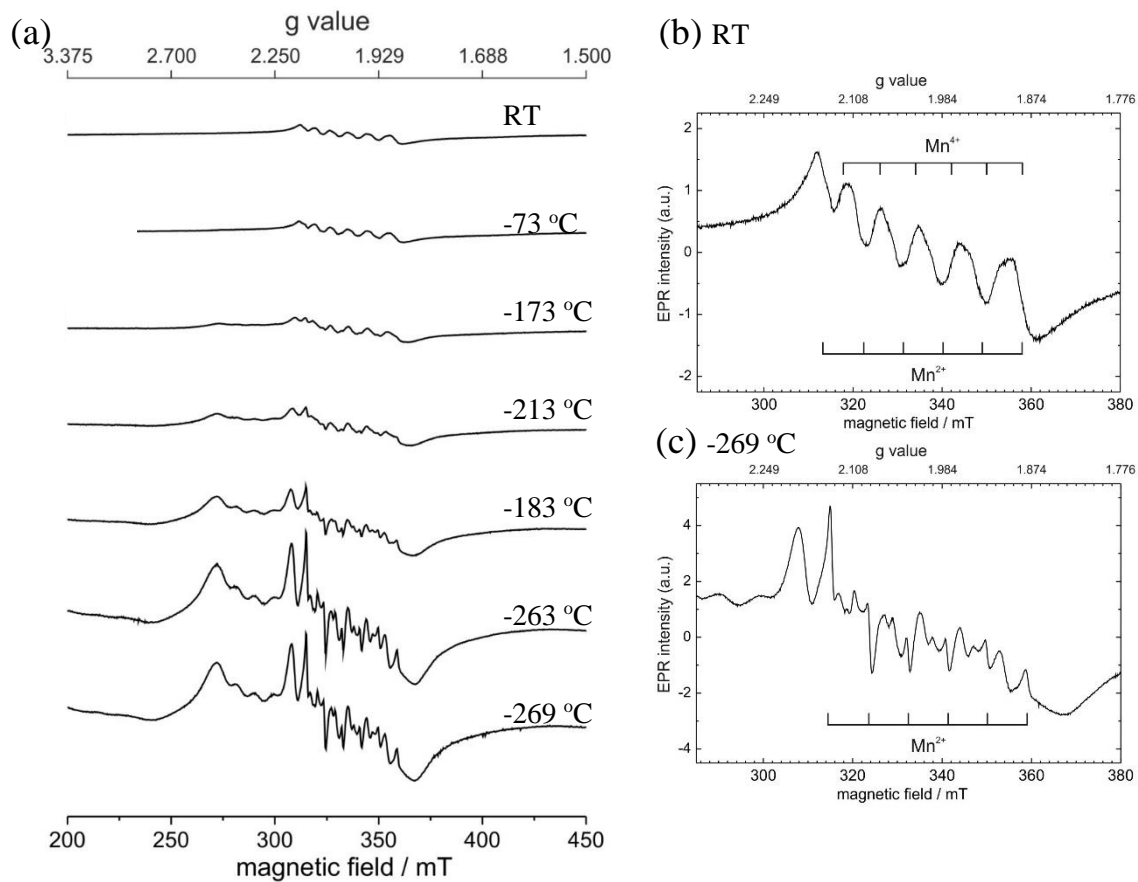 (a)
g value
3.375 2.700 2.250 1.929 1.688 1.500
RT
-73 °C
-173 °C
-213 °C
-183 °C
-263 °C
-269 °C
200 250 300 350 400 450
magnetic field / mT
(b) RT
g value
2.249 2.108 1.984 1.874 1.776
EPR intensity (a.u.)
2
1
0
-1
-2
Mn⁴⁺
Mn²⁺
300 320 340 360 380
magnetic field / mT
(c) -269 °C
g value
2.249 2.108 1.984 1.874 1.776
EPR intensity (a.u.)
4
2
0
-2
-4
Mn²⁺
300 320 340 360 380
magnetic field / mT